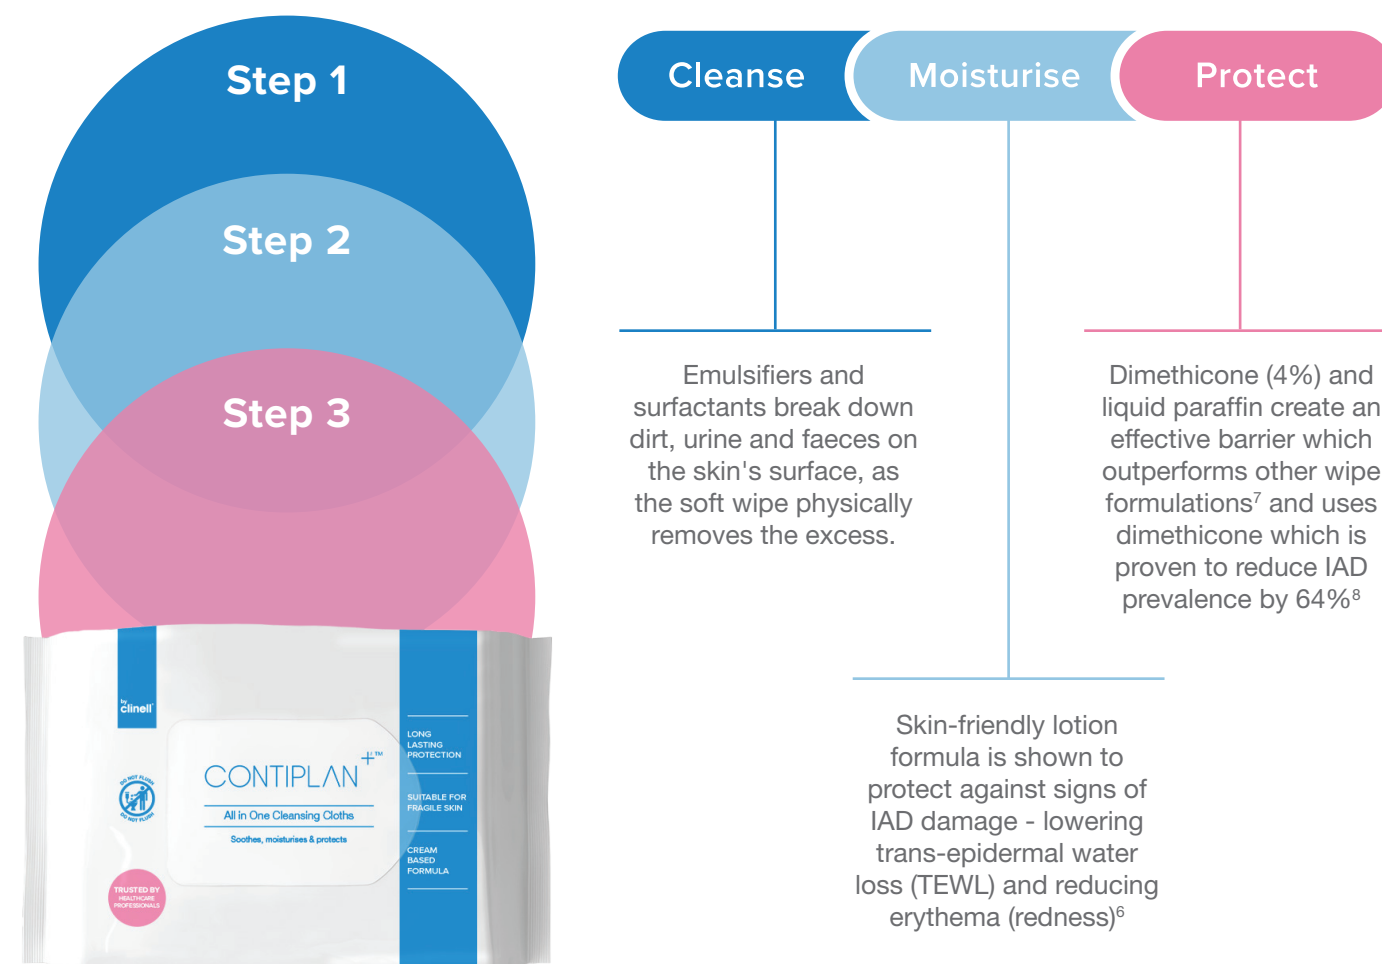 Step 1
Step 2
Step 3
Cleanse
Moisturise
Protect
Emulsifiers and
surfactants break down
dirt, urine and faeces on
the skin's surface, as
the soft wipe physically
removes the excess.
Skin-friendly lotion
formula is shown to
protect against signs of
IAD damage - lowering
trans-epidermal water
loss (TEWL) and reducing
erythema (redness)⁶
Dimethicone (4%) and
liquid paraffin create an
effective barrier which
outperforms other wipe
formulations⁷ and uses
dimethicone which is
proven to reduce IAD
prevalence by 64%⁸
by
clinell
DO NOT FLUSH
DO NOT FLUSH
CONTIPLAN+™
All in One Cleansing Cloths
Soothes, moisturises & protects
TRUSTED BY
HEALTHCARE
PROFESSIONALS
LONG
LASTING
PROTECTION
SUITABLE FOR
FRAGILE SKIN
CREAM
BASED
FORMULA